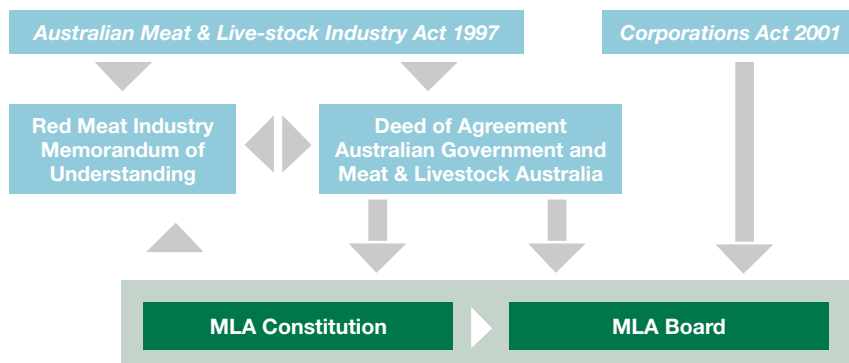 Australian Meat & Live-stock Industry Act 1997
Corporations Act 2001
Red Meat Industry
Memorandum of
Understanding
Deed of Agreement
Australian Government and
Meat & Livestock Australia
MLA Constitution
MLA Board